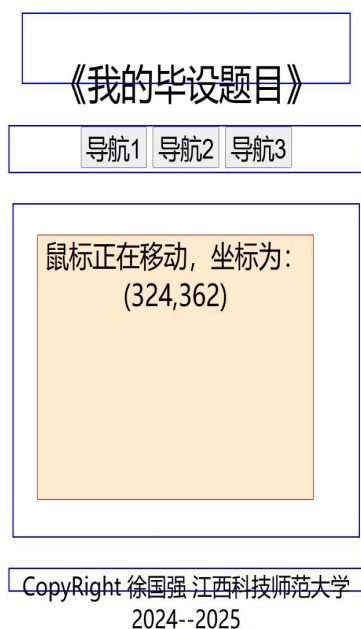 《我的毕设题目》
导航1 导航2 导航3
鼠标正在移动，坐标为：
(324,362)
CopyRight 徐国强 江西科技师范大学
2024--2025